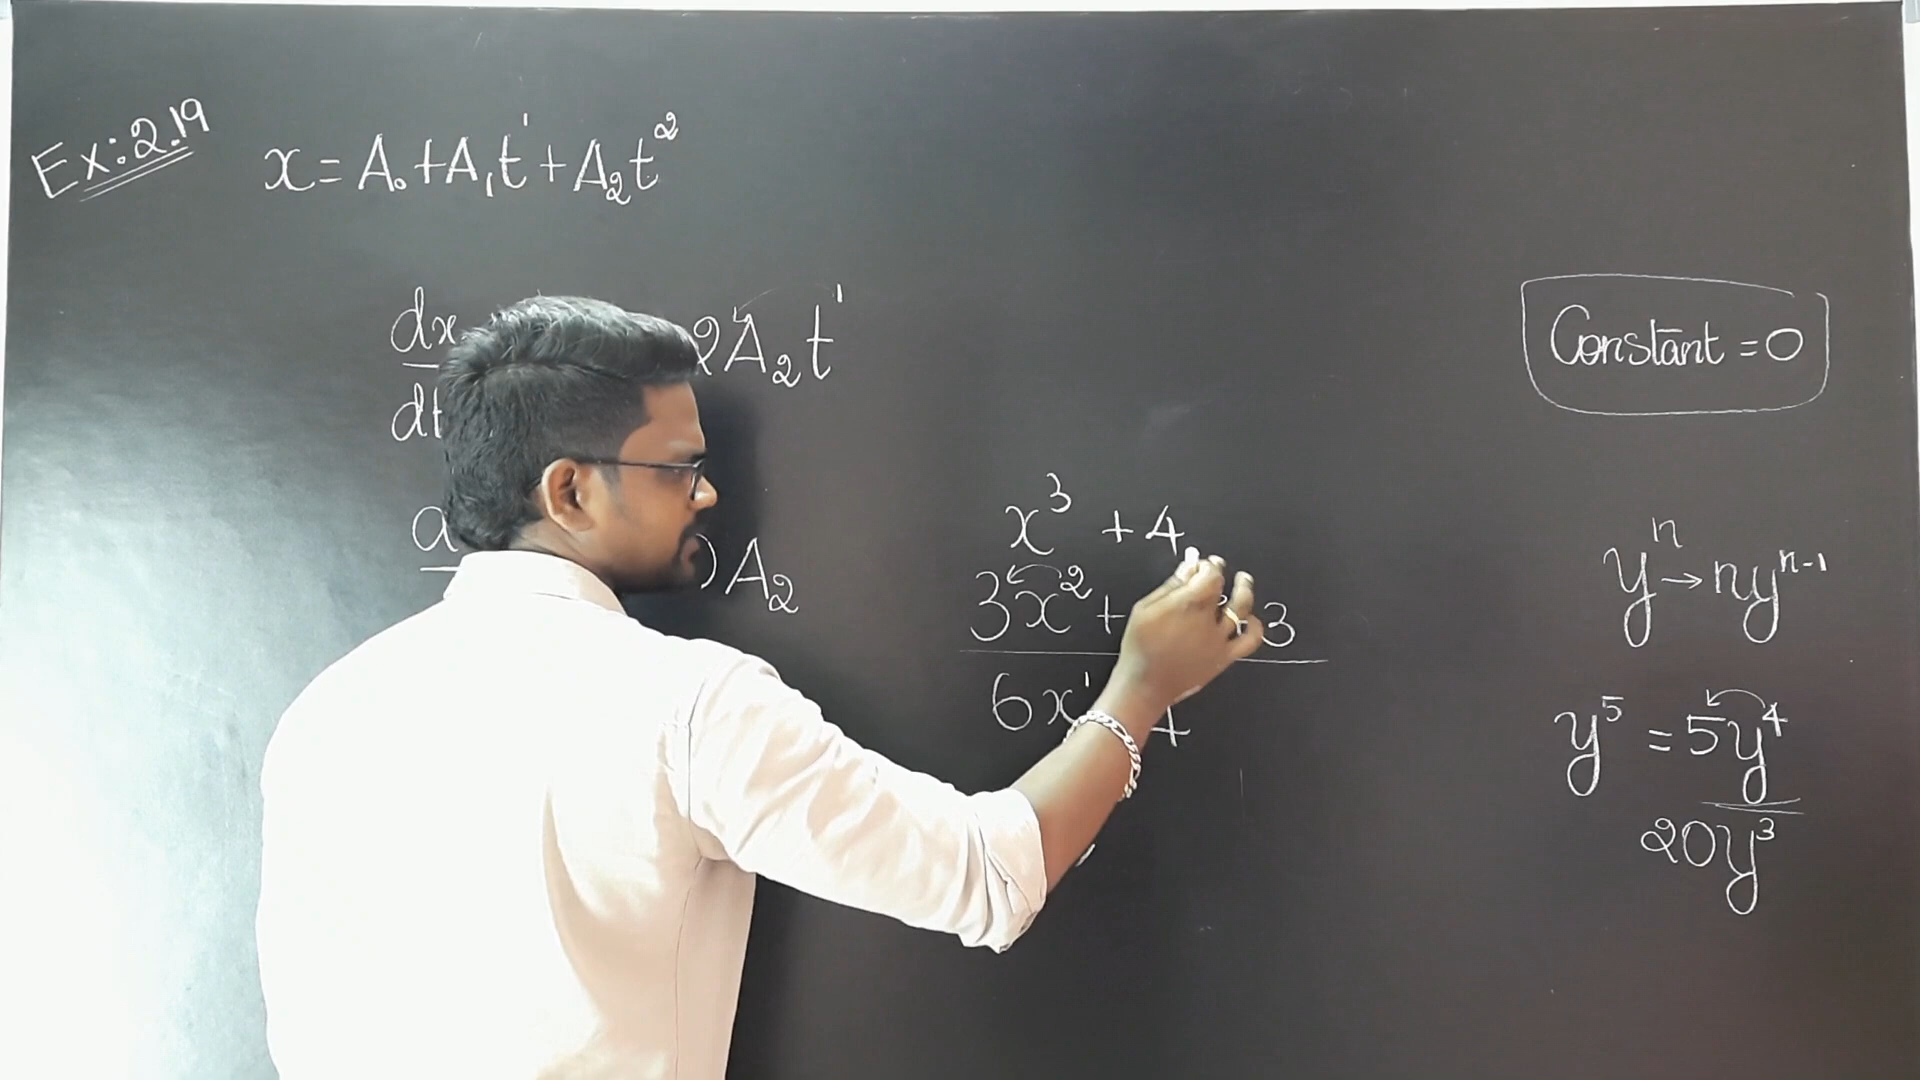 Ex:2.19
x = A₀ + A₁t¹ + A₂t²
dx
dt
2A₂t¹
a
)A₂
x³ + 4
3x² + + 3
6x¹
Constant = 0
yⁿ → nyⁿ⁻¹
y⁵ = 5y⁴
20y³